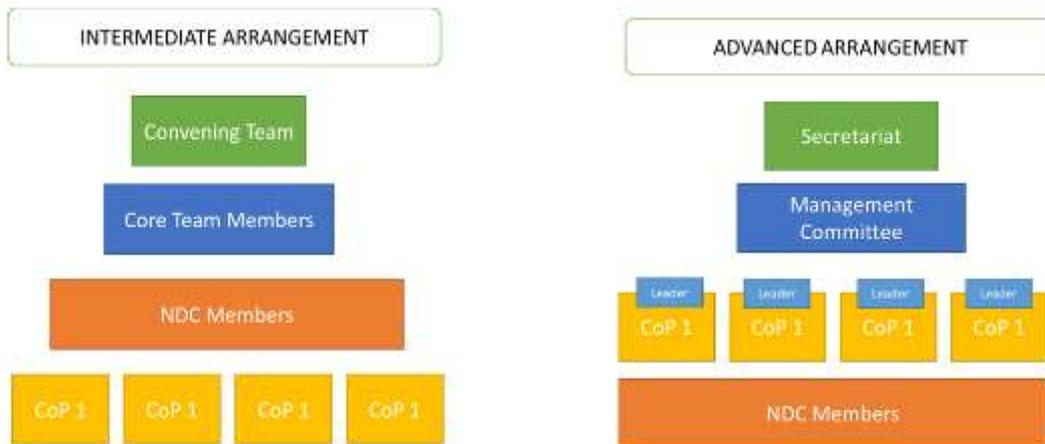 INTERMEDIATE ARRANGEMENT
Convening Team
Core Team Members
NDC Members
CoP 1
CoP 1
CoP 1
CoP 1
ADVANCED ARRANGEMENT
Secretariat
Management
Committee
Leader
CoP 1
Leader
CoP 1
Leader
CoP 1
Leader
CoP 1
NDC Members